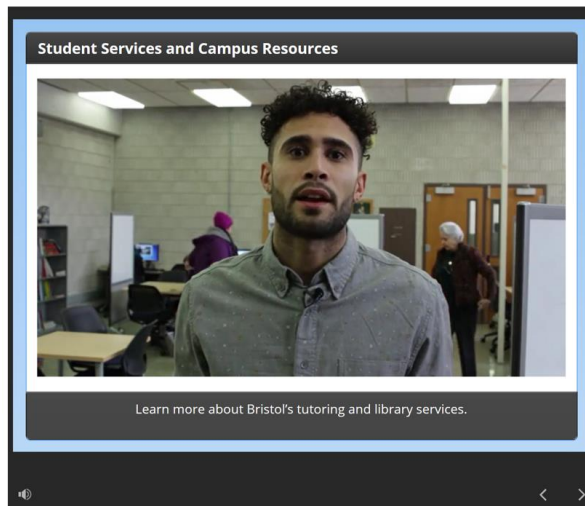 Student Services and Campus Resources
Learn more about Bristol’s tutoring and library services.